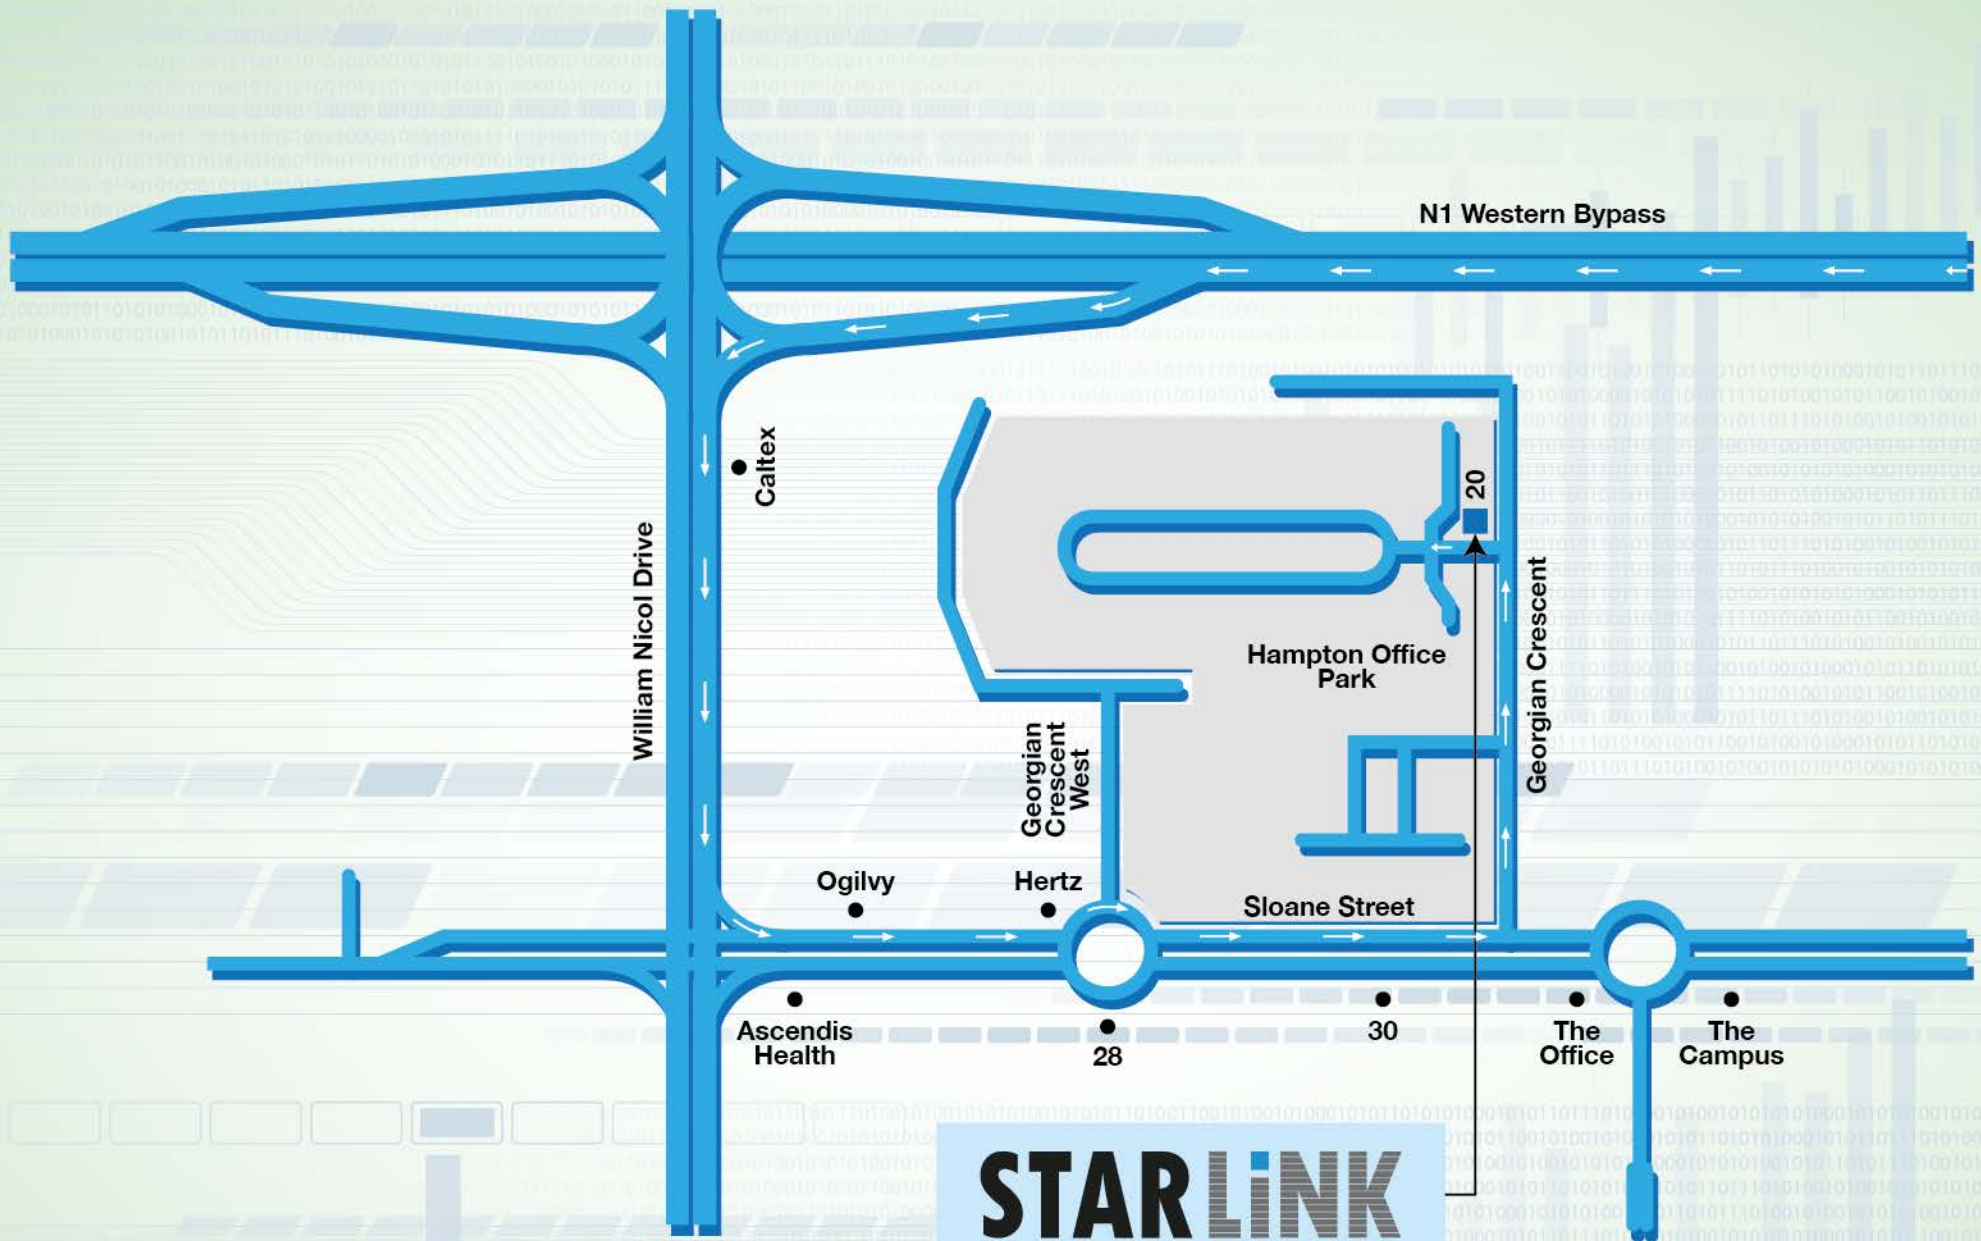 N1 Western Bypass
Caltex
William Nicol Drive
20
Hampton Office
Park
Georgian Crescent
Georgian
Crescent
West
Ogilvy
Hertz
Sloane Street
Ascendis
Health
28
30
The
Office
The
Campus
STARLiNK